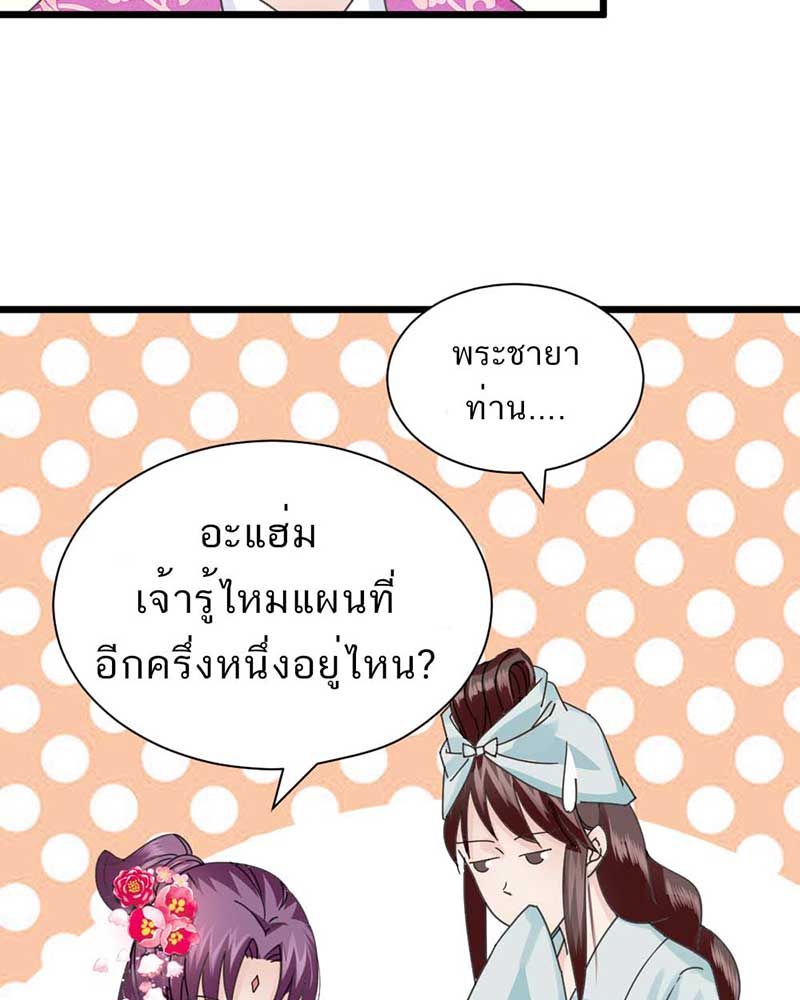 พระชายา
ท่าน....
อะแฮ่ม
เจ้ารู้ไหมแผนที่
อีกครึ่งหนึ่งอยู่ไหน?